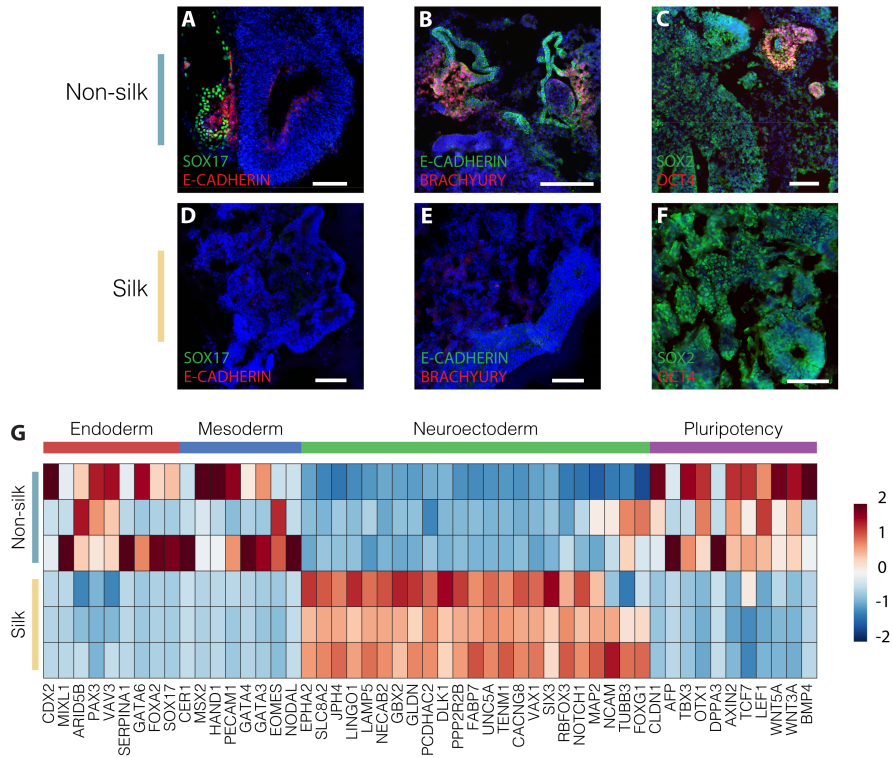 A
B
C
Non-silk
SOX17
E-CADHERIN
E-CADHERIN
BRACHYURY
SOX2
OCT4
D
E
F
Silk
SOX17
E-CADHERIN
E-CADHERIN
BRACHYURY
SOX2
OCT4
G
Endoderm
Mesoderm
Neuroectoderm
Pluripotency
Non-silk
Silk
2
1
0
-1
-2
CDX2
MIXL1
ARID5B
PAX3
VAV3
SERPINA1
GATA6
FOXA2
SOX17
CER1
MSX2
HAND1
PECAM1
GATA4
GATA3
EOMES
NODAL
EPHA2
SLC8A2
JPH4
LINGO1
LAMP5
NECAB2
GBX2
GLDN
PCDHAC2
DLK1
PPP2R2B
FABP7
UNC5A
TENM1
CACNG8
VAX1
SIX3
RBFOX3
NOTCH1
MAP2
NCAM
TUBB3
FOXG1
CLDN1
AFP
TBX3
OTX1
DPPA3
AXIN2
TCF7
LEF1
WNT5A
WNT3A
BMP4